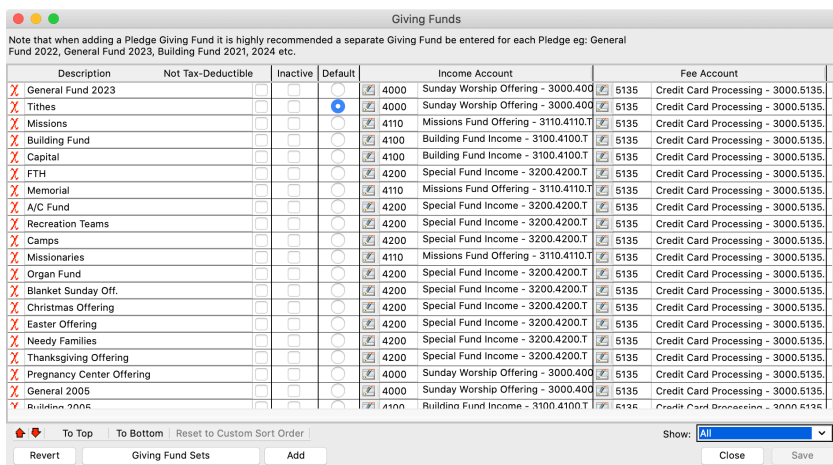 Giving Funds
Note that when adding a Pledge Giving Fund it is highly recommended a separate Giving Fund be entered for each Pledge eg: General
Fund 2022, General Fund 2023, Building Fund 2021, 2024 etc.
Description Not Tax-Deductible Inactive Default Income Account Fee Account
χ General Fund 2023 4000 Sunday Worship Offering - 3000.400 5135 Credit Card Processing - 3000.5135.
χ Tithes 4000 Sunday Worship Offering - 3000.400 5135 Credit Card Processing - 3000.5135.
χ Missions 4110 Missions Fund Offering - 3110.4110.T 5135 Credit Card Processing - 3000.5135.
χ Building Fund 4100 Building Fund Income - 3100.4100.T 5135 Credit Card Processing - 3000.5135.
χ Capital 4100 Building Fund Income - 3100.4100.T 5135 Credit Card Processing - 3000.5135.
χ FTH 4200 Special Fund Income - 3200.4200.T 5135 Credit Card Processing - 3000.5135.
χ Memorial 4110 Missions Fund Offering - 3110.4110.T 5135 Credit Card Processing - 3000.5135.
χ A/C Fund 4200 Special Fund Income - 3200.4200.T 5135 Credit Card Processing - 3000.5135.
χ Recreation Teams 4200 Special Fund Income - 3200.4200.T 5135 Credit Card Processing - 3000.5135.
χ Camps 4200 Special Fund Income - 3200.4200.T 5135 Credit Card Processing - 3000.5135.
χ Missionaries 4110 Missions Fund Offering - 3110.4110.T 5135 Credit Card Processing - 3000.5135.
χ Organ Fund 4200 Special Fund Income - 3200.4200.T 5135 Credit Card Processing - 3000.5135.
χ Blanket Sunday Off. 4200 Special Fund Income - 3200.4200.T 5135 Credit Card Processing - 3000.5135.
χ Christmas Offering 4200 Special Fund Income - 3200.4200.T 5135 Credit Card Processing - 3000.5135.
χ Easter Offering 4200 Special Fund Income - 3200.4200.T 5135 Credit Card Processing - 3000.5135.
χ Needy Families 4200 Special Fund Income - 3200.4200.T 5135 Credit Card Processing - 3000.5135.
χ Thanksgiving Offering 4200 Special Fund Income - 3200.4200.T 5135 Credit Card Processing - 3000.5135.
χ Pregnancy Center Offering 4000 Sunday Worship Offering - 3000.400 5135 Credit Card Processing - 3000.5135.
χ General 2005 4000 Sunday Worship Offering - 3000.400 5135 Credit Card Processing - 3000.5135.
χ Building 2005 4100 Building Fund Income - 3100.4100.T 5135 Credit Card Processing - 3000.5135.
To Top To Bottom Reset to Custom Sort Order Show: All
Revert Giving Fund Sets Add Close Save